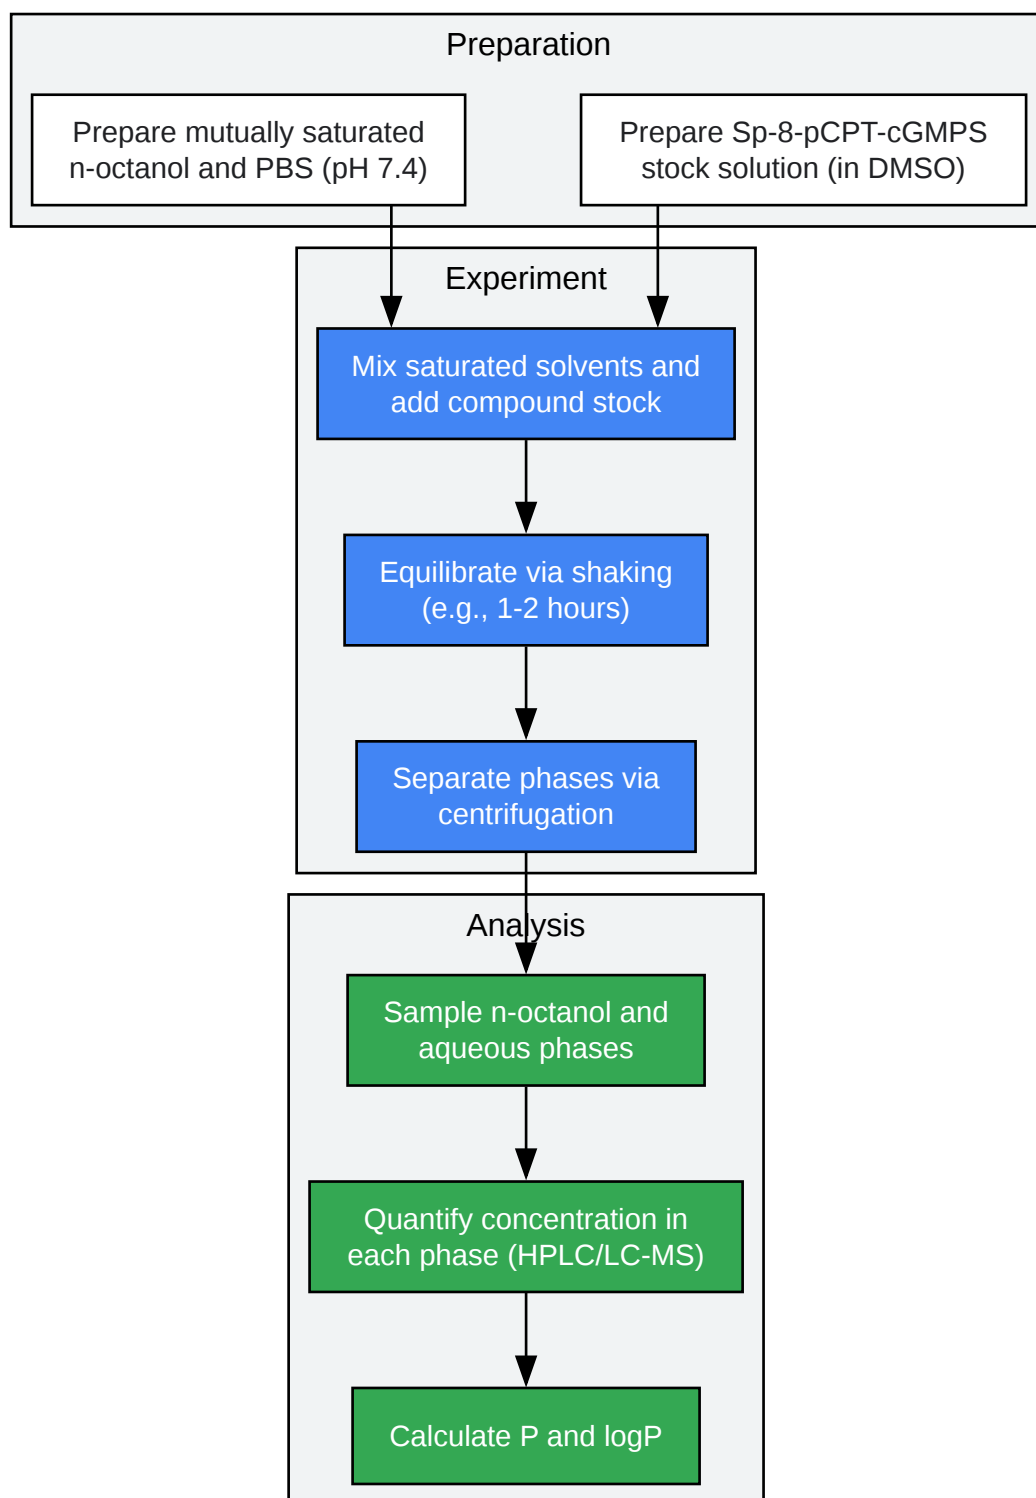 Preparation
Prepare mutually saturated
n-octanol and PBS (pH 7.4)
Prepare Sp-8-pCPT-cGMPS
stock solution (in DMSO)
Experiment
Mix saturated solvents and
add compound stock
Equilibrate via shaking
(e.g., 1-2 hours)
Separate phases via
centrifugation
Analysis
Sample n-octanol and
aqueous phases
Quantify concentration in
each phase (HPLC/LC-MS)
Calculate P and logP